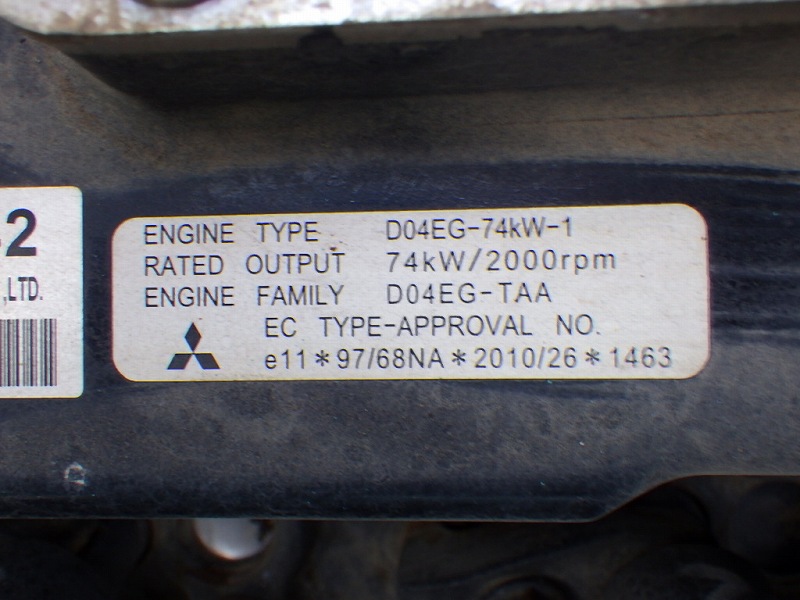 2
,LTD.
ENGINE TYPE D04EG-74kW-1
RATED OUTPUT 74kW/2000rpm
ENGINE FAMILY D04EG-TAA
EC TYPE-APPROVAL NO.
e11*97/68NA*2010/26*1463